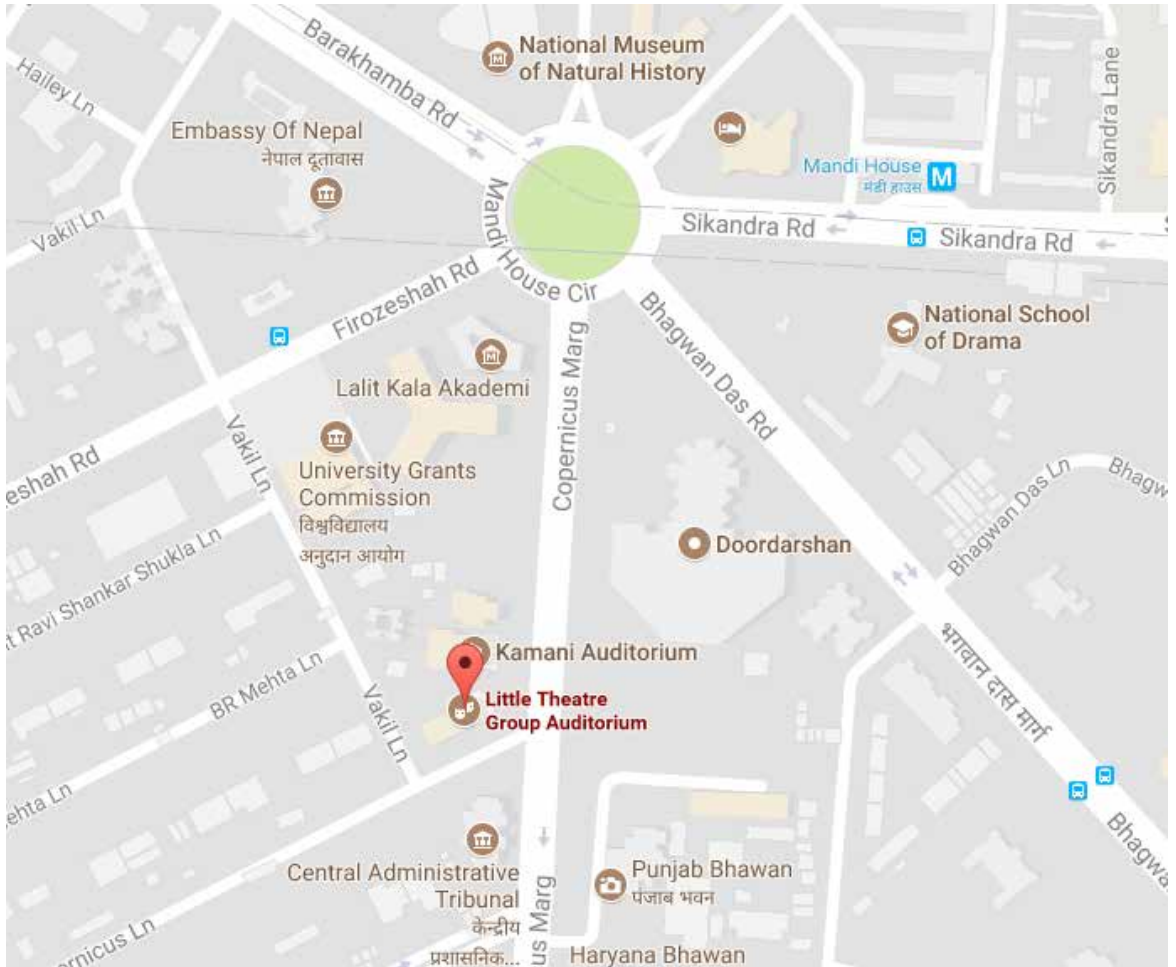 Barakhamba Rd
National Museum
of Natural History
Hailey Ln
Sikandra Lane
Embassy Of Nepal
नेपाल दूतावास
Mandi House
मंडी हाउस
M
Vakil Ln
Mandi House Cir
Sikandra Rd
Sikandra Rd
Firozeshah Rd
National School
of Drama
Lalit Kala Akademi
Copernicus Marg
Bhagwan Das Rd
Vakil Ln
eshah Rd
University Grants
Commission
विश्वविद्यालय
अनुदान आयोग
Bhagwan Das Ln
Bhagw
Doordarshan
t Ravi Shankar Shukla Ln
Kamani Auditorium
BR Mehta Ln
Little Theatre
Group Auditorium
Vakil Ln
भगवान दास मार्ग
ehta Ln
Central Administrative
Tribunal
केन्द्रीय
प्रशासनिक...
Punjab Bhawan
पंजाब भवन
Bhagwa
us Marg
ernicus Ln
Haryana Bhawan